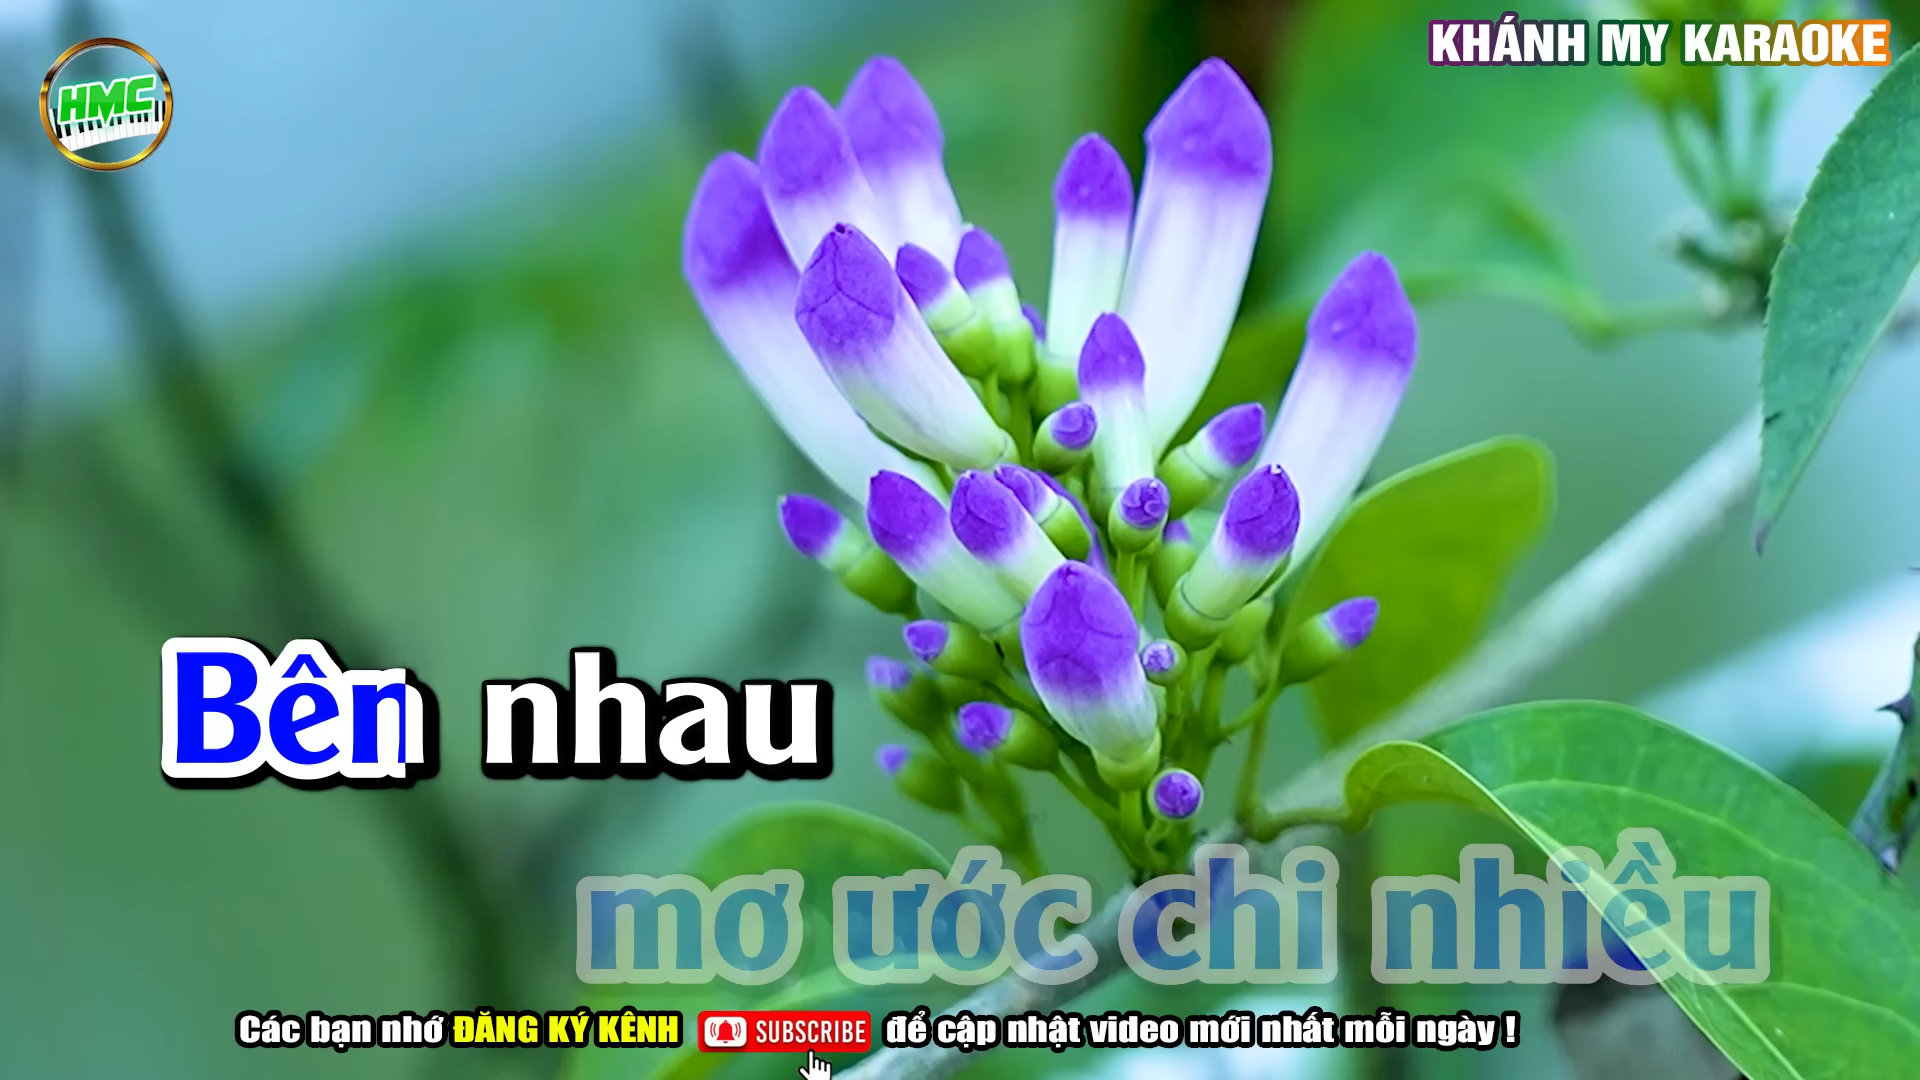 KHÁNH MY KARAOKE
HMC
Bên nhau
mơ ước chi nhiều
Các bạn nhớ ĐĂNG KÝ KÊNH SUBSCRIBE để cập nhật video mới nhất mỗi ngày !